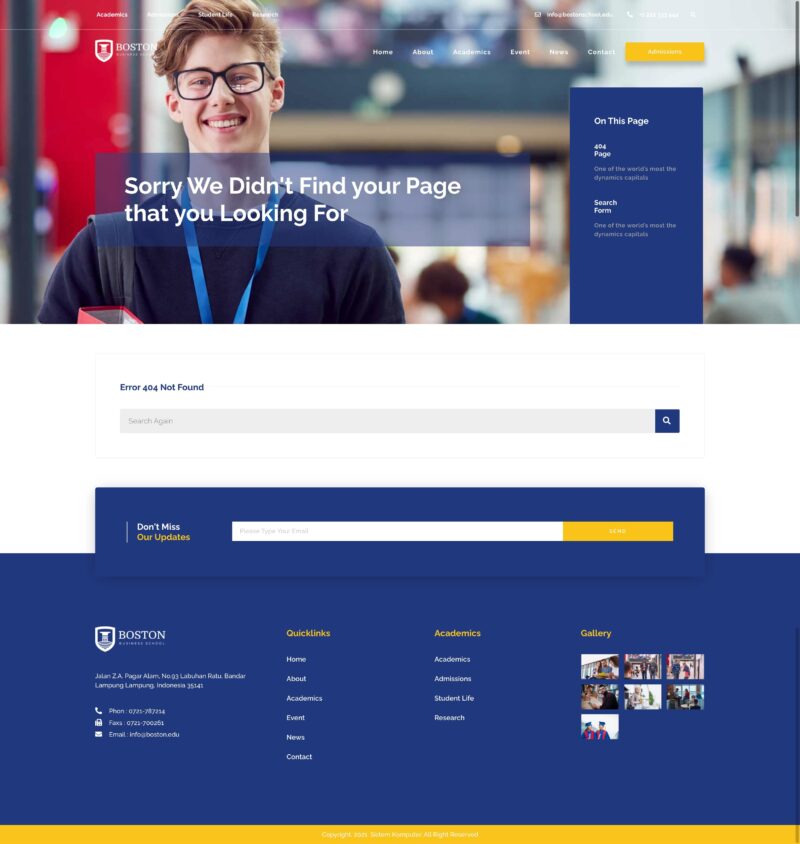 Academics
Student Life
Research
info@bostonschool.edu
BOSTON
BUSINESS SCHOOL
Home
About
Academics
Event
News
Contact
Admissions
On This Page
404
Page
One of the world's most the
dynamics capitals
Search
Form
One of the world's most the
dynamics capitals
Sorry We Didn't Find your Page
that you Looking For
Error 404 Not Found
Search Again
Don't Miss
Our Updates
Please Type Your Email
SEND
BOSTON
BUSINESS SCHOOL
Jalan Z.A. Pagar Alam, No.93 Labuhan Ratu, Bandar
Lampung Lampung, Indonesia 35141
Phon : 0721-787214
Faxs : 0721-700261
Email : info@boston.edu
Quicklinks
Home
About
Academics
Event
News
Contact
Academics
Academics
Admissions
Student Life
Research
Gallery
Copyright. 2021. Sistem Komputer All Right Reserved